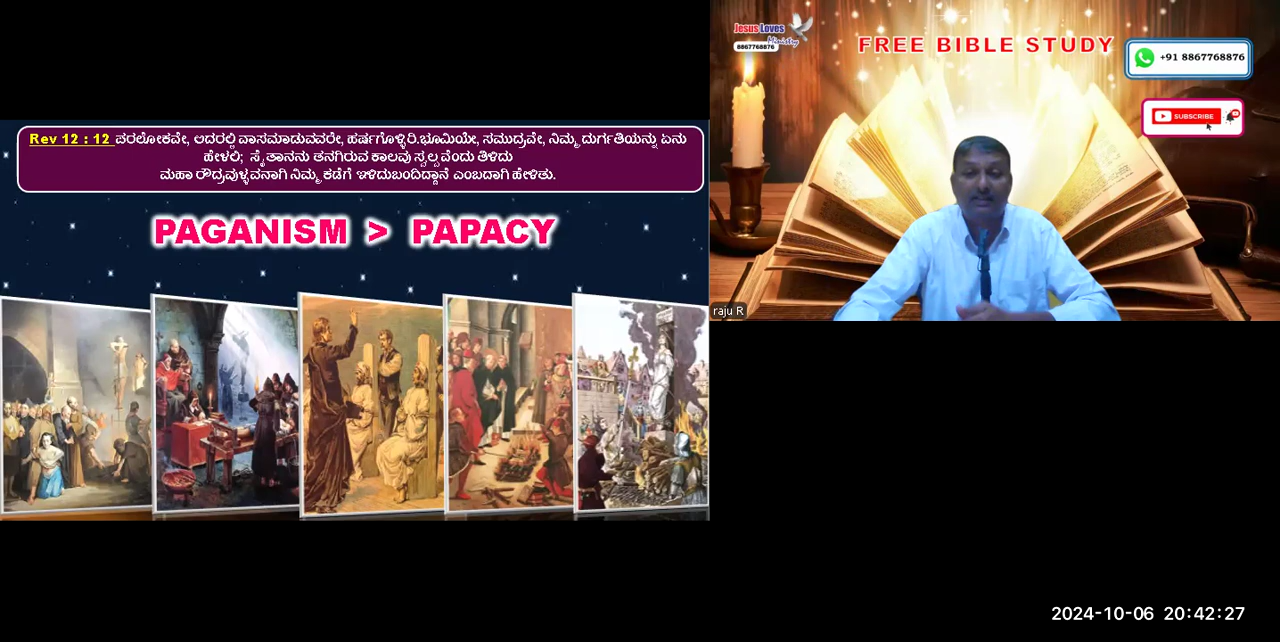 Rev 12 : 12 ಪರಲೋಕವೇ, ಅದರಲ್ಲಿ ವಾಸಮಾಡುವವರೇ, ಹರ್ಷಗೊಳ್ಳಿರಿ.ಭೂಮಿಯೇ, ಸಮುದ್ರವೇ, ನಿಮ್ಮ ದುರ್ಗತಿಯನ್ನು ಏನು
ಹೇಳಲಿ; ಸೈತಾನನು ತನಗಿರುವ ಕಾಲವು ಸ್ವಲ್ಪವೆಂದು ತಿಳಿದು
ಮಹಾ ರೌದ್ರವುಳ್ಳವನಾಗಿ ನಿಮ್ಮ ಕಡೆಗೆ ಇಳಿದುಬಂದಿದ್ದಾನೆ ಎಂಬದಾಗಿ ಹೇಳಿತು.
PAGANISM > PAPACY
Jesus Loves
Ministry
8867768876
FREE BIBLE STUDY
+91 8867768876
SUBSCRIBE
raju R
2024-10-06 20:42:27